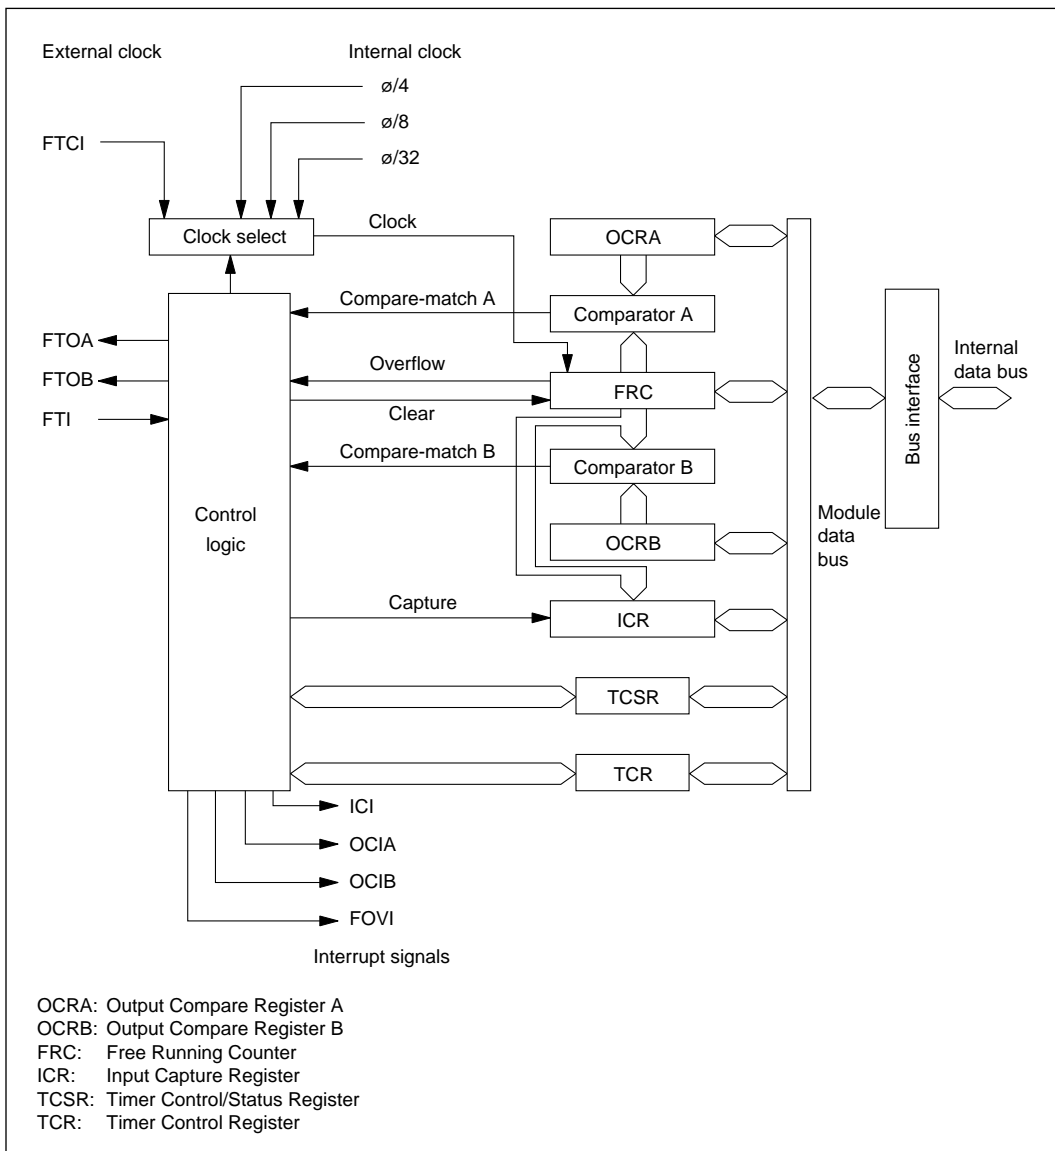 External clock
Internal clock
ø/4
ø/8
FTCI
ø/32
Clock select
Clock
OCRA
Compare-match A
Comparator A
FTOA
Overflow
FTOB
FRC
Clear
FTI
Compare-match B
Comparator B
Control
logic
OCRB
Capture
ICR
TCSR
TCR
Module
data
bus
Bus interface
Internal
data bus
ICI
OCIA
OCIB
FOVI
Interrupt signals
OCRA: Output Compare Register A
OCRB: Output Compare Register B
FRC: Free Running Counter
ICR: Input Capture Register
TCSR: Timer Control/Status Register
TCR: Timer Control Register